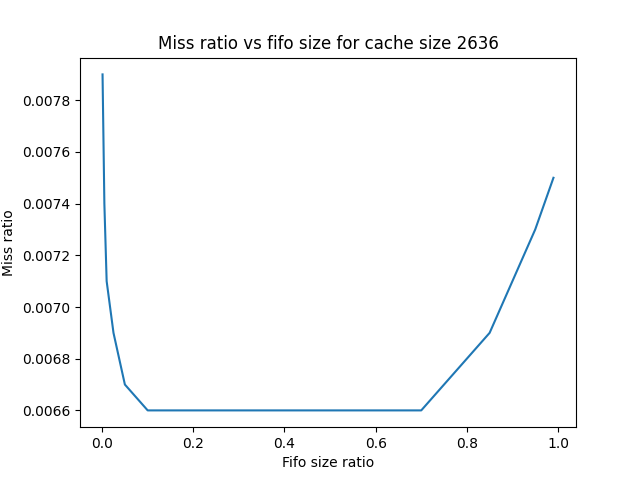 Miss ratio vs fifo size for cache size 2636
0.0078
0.0076
0.0074
0.0072
0.0070
0.0068
0.0066
Miss ratio
0.0 0.2 0.4 0.6 0.8 1.0
Fifo size ratio